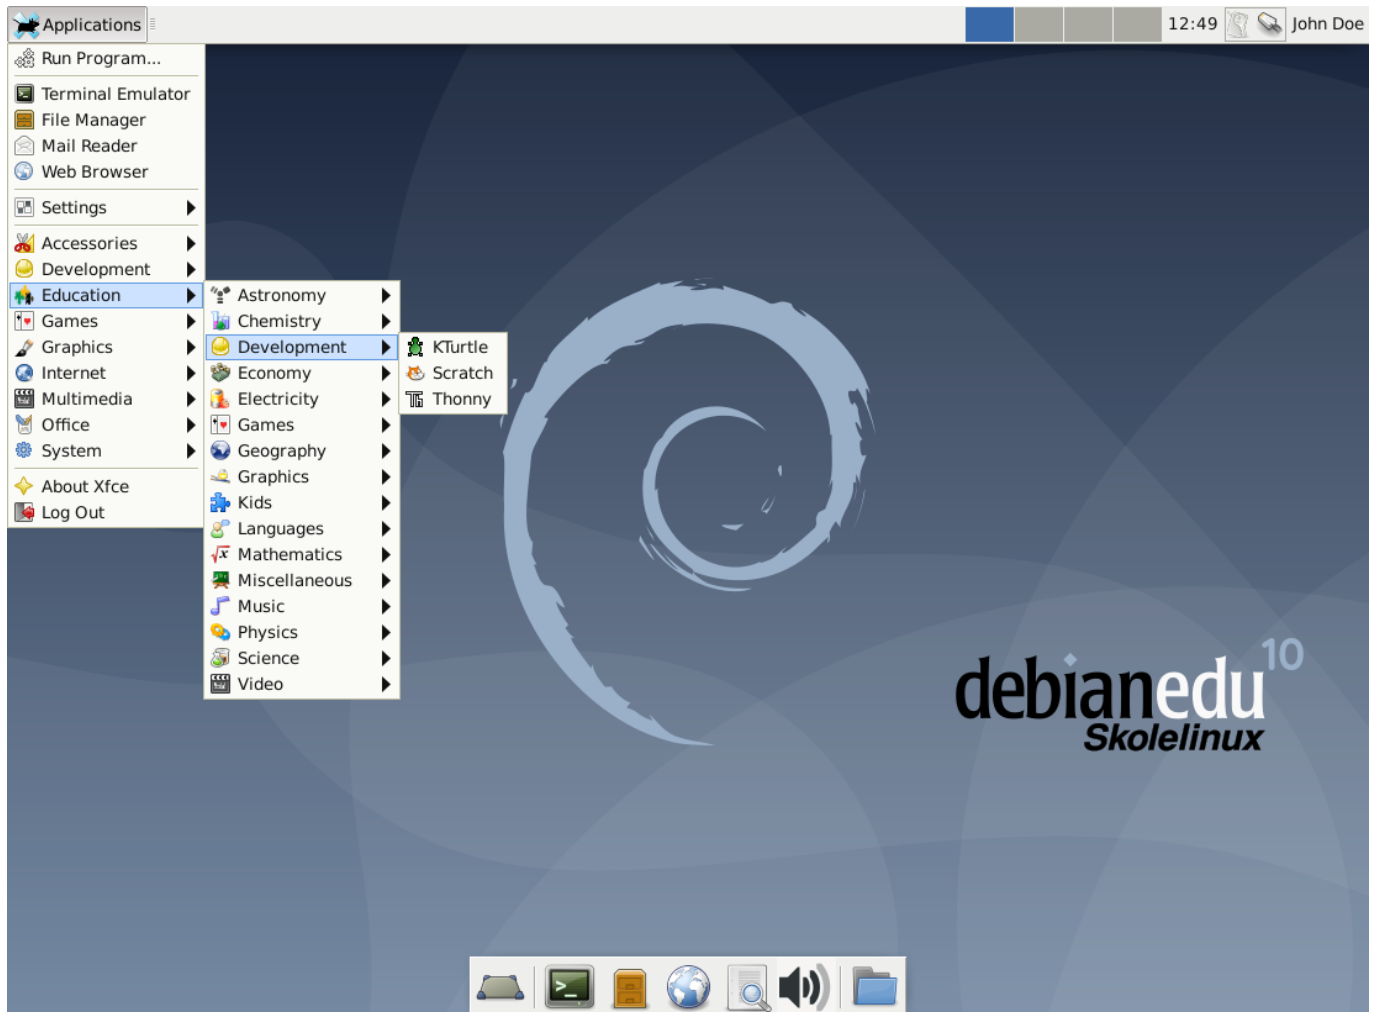 Applications
12:49
John Doe
Run Program...
Terminal Emulator
File Manager
Mail Reader
Web Browser
Settings
Accessories
Development
Education
Games
Graphics
Internet
Multimedia
Office
System
About Xfce
Log Out
Astronomy
Chemistry
Development
Economy
Electricity
Games
Geography
Graphics
Kids
Languages
Mathematics
Miscellaneous
Music
Physics
Science
Video
KTurtle
Scratch
Thonny
debianedu 10
Skolelinux